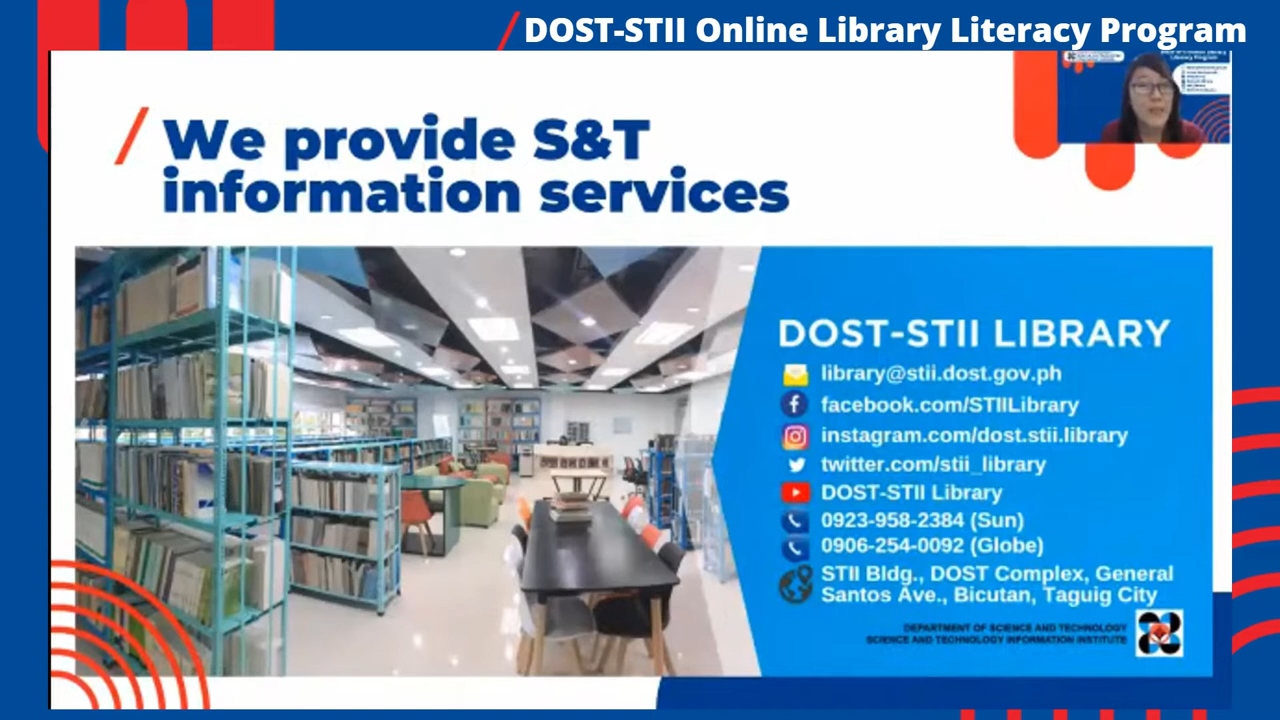 DOST-STII Online Library Literacy Program
We provide S&T
information services
DOST-STII LIBRARY
library@stii.dost.gov.ph
facebook.com/STIILibrary
instagram.com/dost.stii.library
twitter.com/stii_library
DOST-STII Library
0923-958-2384 (Sun)
0906-254-0092 (Globe)
STII Bldg., DOST Complex, General
Santos Ave., Bicutan, Taguig City
DEPARTMENT OF SCIENCE AND TECHNOLOGY
SCIENCE AND TECHNOLOGY INFORMATION INSTITUTE